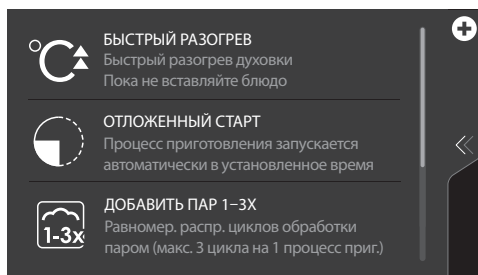 БЫСТРЫЙ РАЗОГРЕВ
Быстрый разогрев духовки
Пока не вставляйте блюдо
ОТЛОЖЕННЫЙ СТАРТ
Процесс приготовления запускается
автоматически в установленное время
ДОБАВИТЬ ПАР 1–3X
Равномер. распр. циклов обработки
паром (макс. 3 цикла на 1 процесс приг.)
°C
1-3x